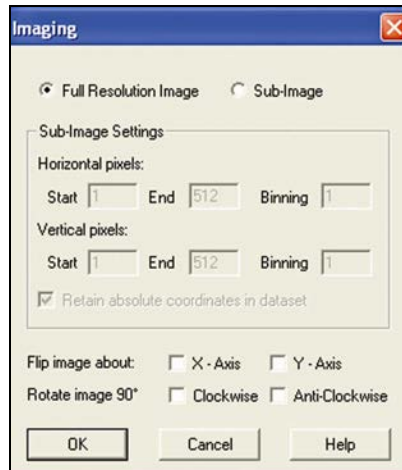 Imaging
Full Resolution Image Sub-Image
Sub-Image Settings
Horizontal pixels:
Start 1 End 512 Binning 1
Vertical pixels:
Start 1 End 512 Binning 1
Retain absolute coordinates in dataset
Flip image about: X - Axis Y - Axis
Rotate image 90° Clockwise Anti-Clockwise
OK Cancel Help